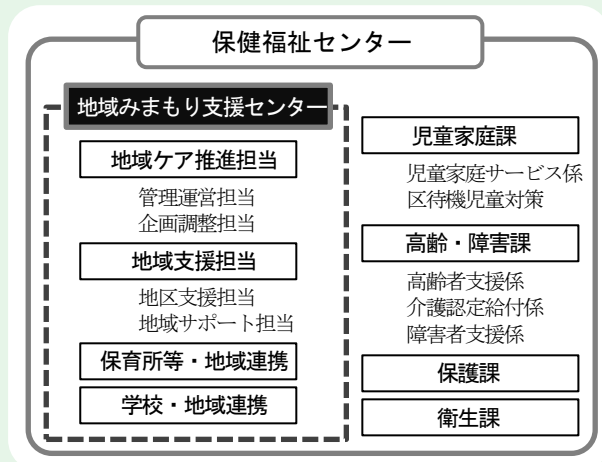 保健福祉センター
地域みまもり支援センター
地域ケア推進担当
管理運営担当
企画調整担当
地域支援担当
地区支援担当
地域サポート担当
保育所等・地域連携
学校・地域連携
児童家庭課
児童家庭サービス係
区待機児童対策
高齢・障害課
高齢者支援係
介護認定給付係
障害者支援係
保護課
衛生課